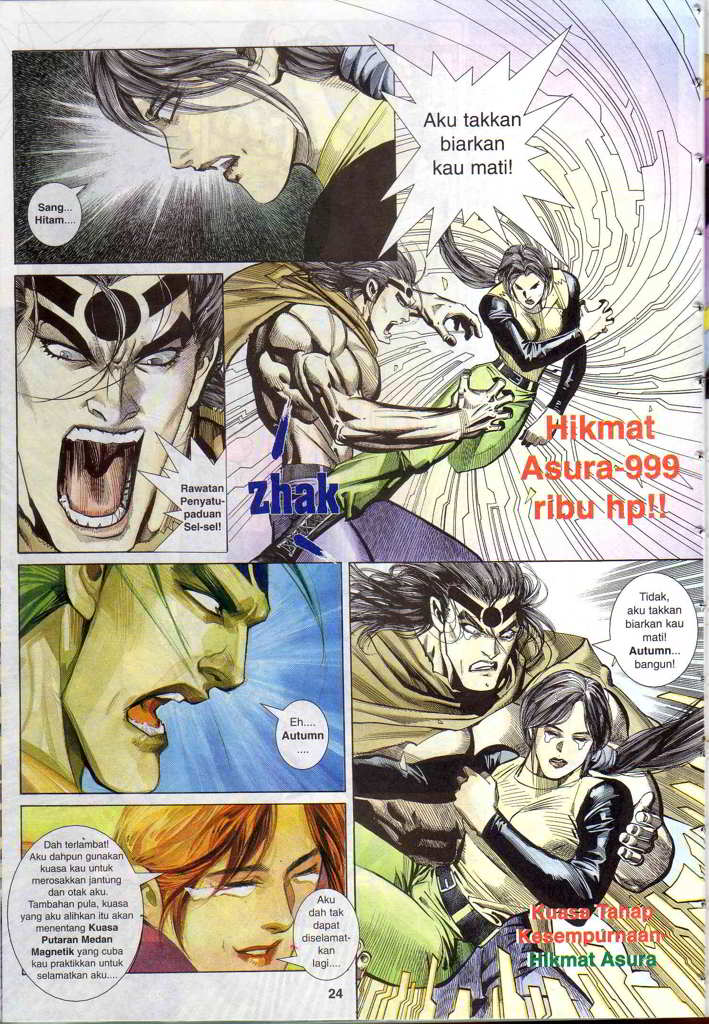 Aku takkan
biarkan
kau mati!
Sang...
Hitam....
Rawatan
Penyatu-
paduan
Sel-sel!
zhak
Hikmat
Asura-999
ribu hp!!
Eh....
Autumn
....
Tidak,
aku takkan
biarkan kau
mati!
Autumn...
bangun!
Dah terlambat!
Aku dahpun gunakan
kuasa kau untuk
merosakkan jantung
dan otak aku.
Tambahan pula, kuasa
yang aku alihkan itu akan
menentang Kuasa
Putaran Medan
Magnetik yang cuba
kau praktikkan untuk
selamatkan aku....
Aku
dah tak
dapat
diselamat-
kan
lagi....
Kuasa Tahap
Kesempurnaan
Hikmat Asura
24